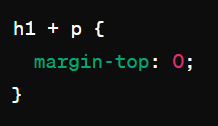 h1 + p {
  margin-top: 0;
}